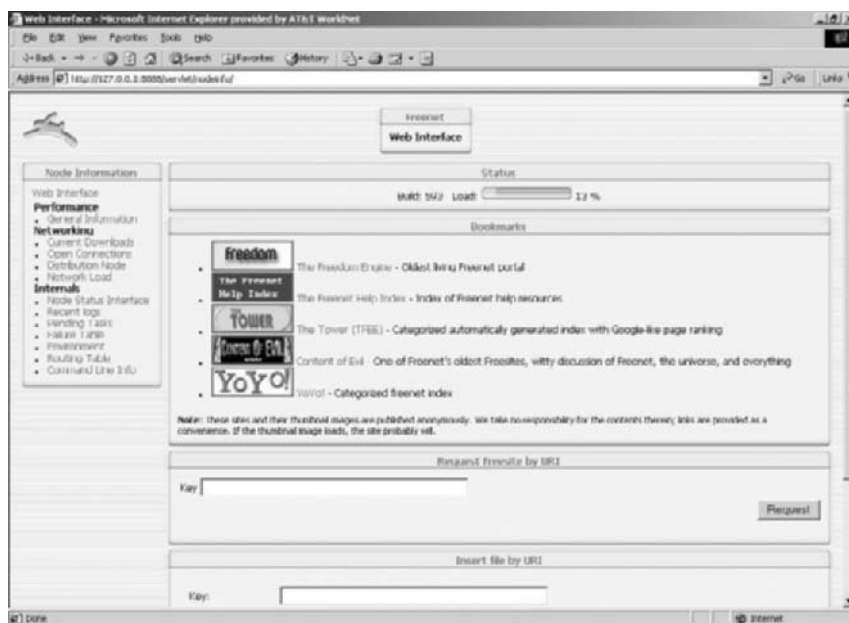 Web Interface - Microsoft Internet Explorer provided by AT&T WorldNet
File Edit View Favorites Tools Help
Back Search Favorites History
Address http://127.0.0.1:8888/servlet/nodeinfo/ Go Links
Freenet
Web Interface
Node Information
Web Interface
Performance
General Information
Networking
Current Downloads
Open Connections
Distribution Node
Network Load
Internals
Node Status Interface
Recent logs
Pending Tasks
Failure Table
Environment
Routing Table
Command Line Info
Status
Build: Load: 13 %
Bookmarks
Freedom
The Freedom Engine - Oldest living Freenet portal
The Freenet
Help Index
The Freenet Help Index - Index of Freenet help resources
THE
TOWER
The Tower (TFEE) - Categorized automatically generated index with Google-like page ranking
CONTENT OF EVIL
Content of Evil - One of Freenet's oldest Freesites, witty discussion of Freenet, the universe, and everything
YoYo!
YoYo! - Categorized freenet index
Note: These sites and their thumbnail images are published anonymously. We take no responsibility for the contents thereof; links are provided as a
convenience. If the thumbnail image loads, the site probably will.
Request freesite by URI
Key
Request
Insert file by URI
Key:
Done Internet